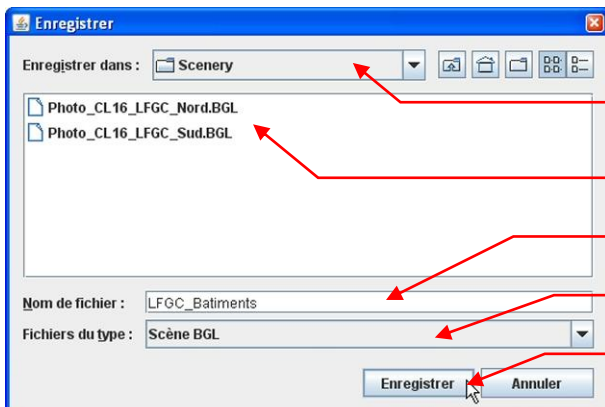 Enregistrer
Enregistrer dans : Scenery
Photo_CL16_LFGC_Nord.BGL
Photo_CL16_LFGC_Sud.BGL
Nom de fichier : LFGC_Batiments
Fichiers du type : Scène BGL
Enregistrer Annuler